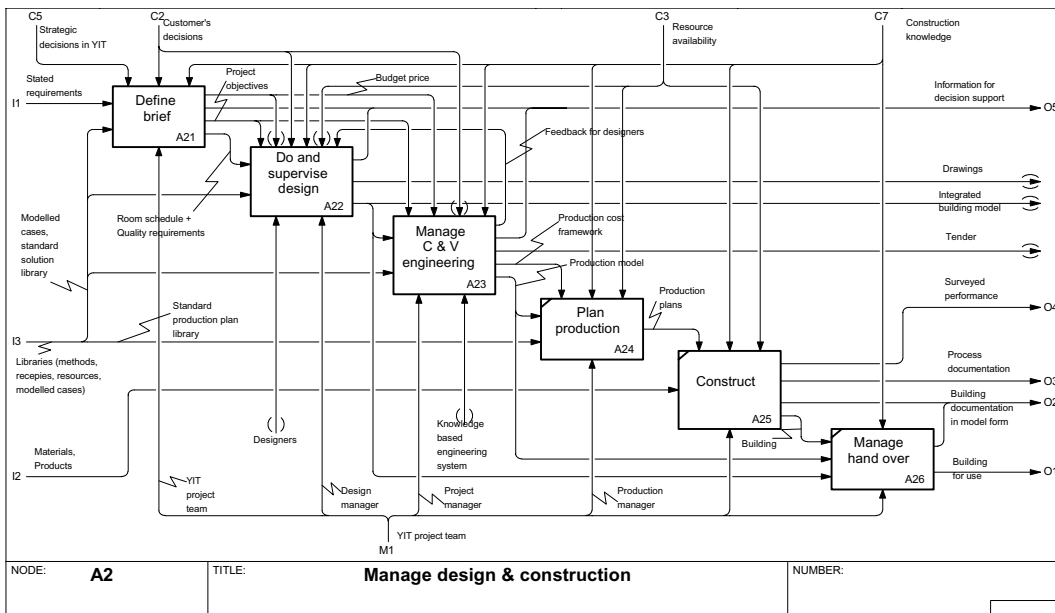 C5
C2
C3
C7
Strategic
decisions in YIT
Customer's
decisions
Resource
availability
Construction
knowledge
Stated
requirements
I1
Define
brief
A21
Project
objectives
Budget price
Information for
decision support
O5
Feedback for designers
Do and
supervise
design
A22
Drawings
Integrated
building model
Room schedule +
Quality requirements
Modelled
cases,
standard
solution
library
Manage
C & V
engineering
A23
Production cost
framework
Production model
Tender
Standard
production plan
library
Plan
production
A24
Production
plans
Surveyed
performance
O4
I3
Libraries (methods,
recepies, resources,
modelled cases)
Construct
A25
Process
documentation
O3
Building
documentation
in model form
O2
Designers
Knowledge
based
engineering
system
Building
Manage
hand over
A26
Materials,
Products
I2
Building
for use
O1
YIT
project
team
Design
manager
Project
manager
Production
manager
YIT project team
M1
NODE:
A2
TITLE:
Manage design & construction
NUMBER: